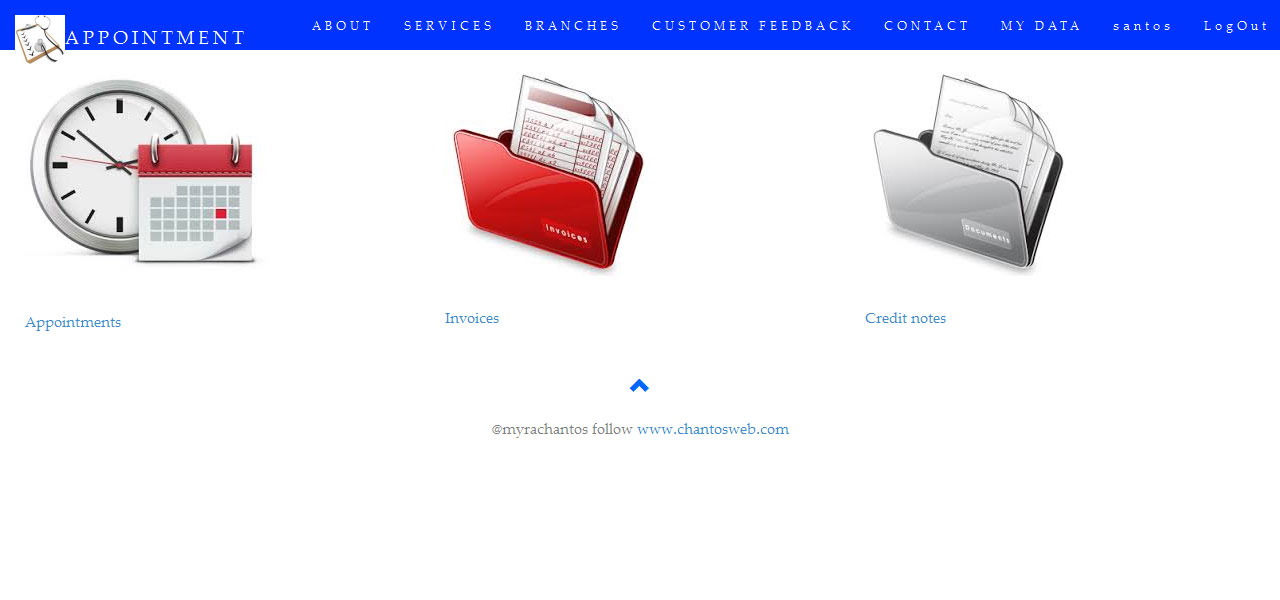 APPOINTMENT ABOUT SERVICES BRANCHES CUSTOMER FEEDBACK CONTACT MY DATA santos LogOut
Invoices
Documents
Appointments
Invoices
Credit notes
@myrachantos follow www.chantosweb.com